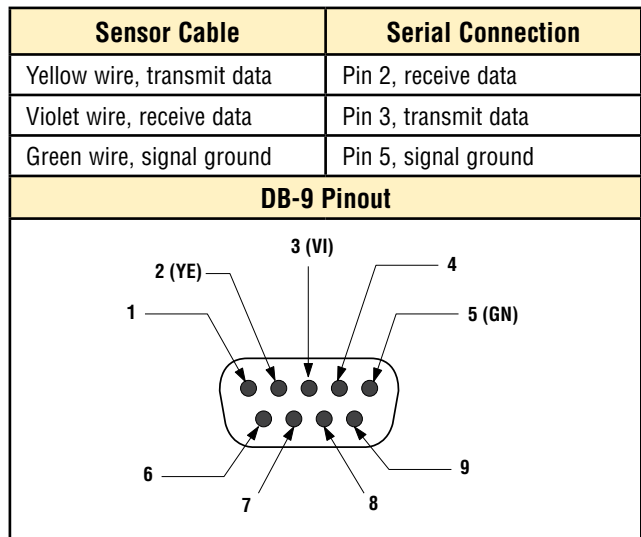 Sensor Cable Serial Connection
Yellow wire, transmit data Pin 2, receive data
Violet wire, receive data Pin 3, transmit data
Green wire, signal ground Pin 5, signal ground
DB-9 Pinout
3 (VI)
2 (YE) 4
1 5 (GN)
6 9
7 8